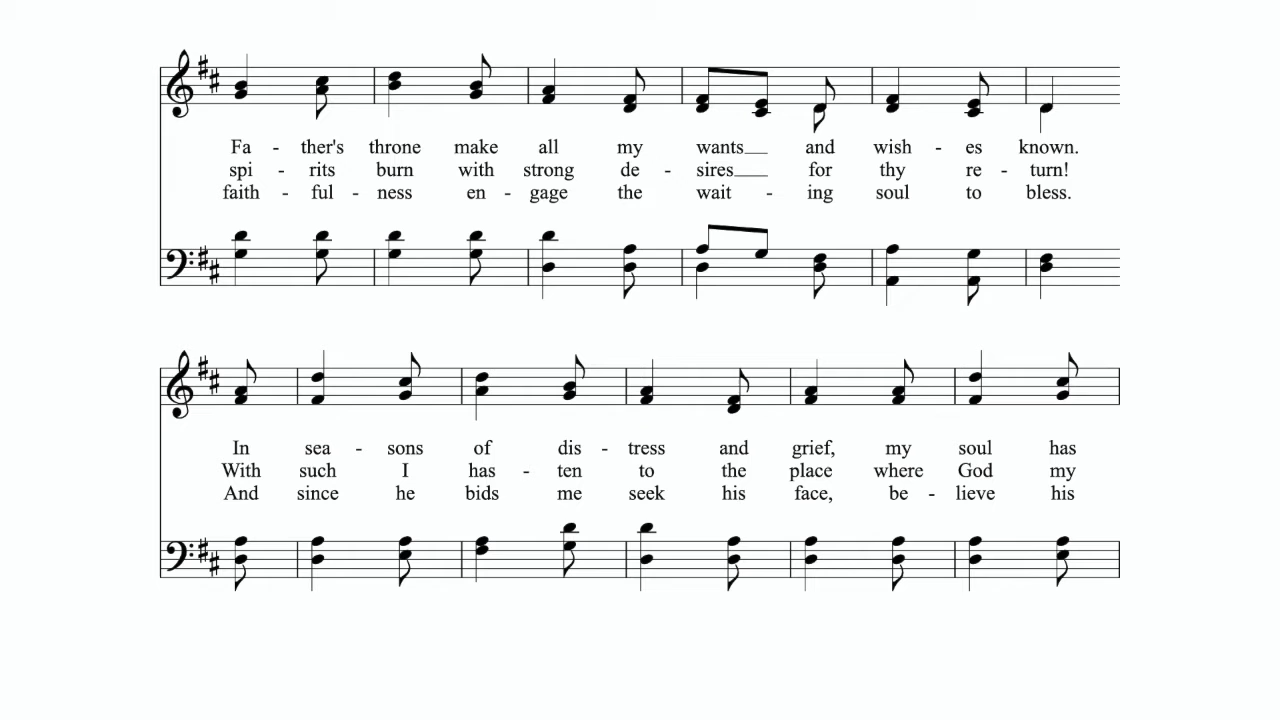 Fa - ther's throne make all my wants and wish - es known.
spi - rits burn with strong de - sires for thy re - turn!
faith - ful - ness en - gage the wait - ing soul to bless.
In sea - sons of dis - tress and grief, my soul has
With such I has - ten to the place where God my
And since he bids me seek his face, be - lieve his